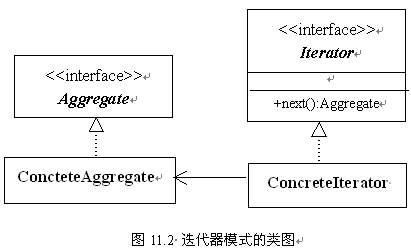 <<interface>>
Iterator
<<interface>>
Aggregate
+next():Aggregate
ConcteteAggregate
ConcreteIterator
图 11.2 迭代器模式的类图